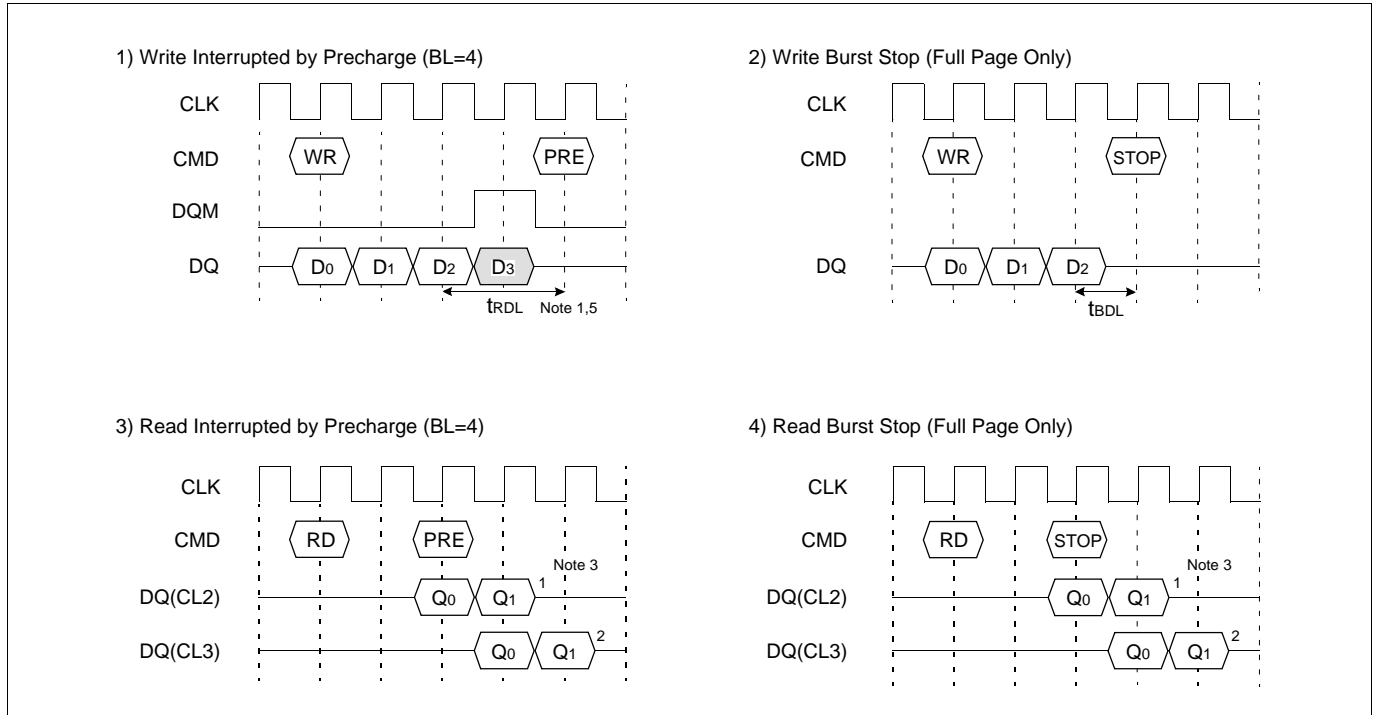 1) Write Interrupted by Precharge (BL=4)
CLK
CMD
WR
PRE
DQM
DQ
D0
D1
D2
D3
tRDL
Note 1,5
2) Write Burst Stop (Full Page Only)
CLK
CMD
WR
STOP
DQ
D0
D1
D2
tBDL
3) Read Interrupted by Precharge (BL=4)
CLK
CMD
RD
PRE
Note 3
DQ(CL2)
Q0
Q1
1
DQ(CL3)
Q0
Q1
2
4) Read Burst Stop (Full Page Only)
CLK
CMD
RD
STOP
Note 3
DQ(CL2)
Q0
Q1
1
DQ(CL3)
Q0
Q1
2